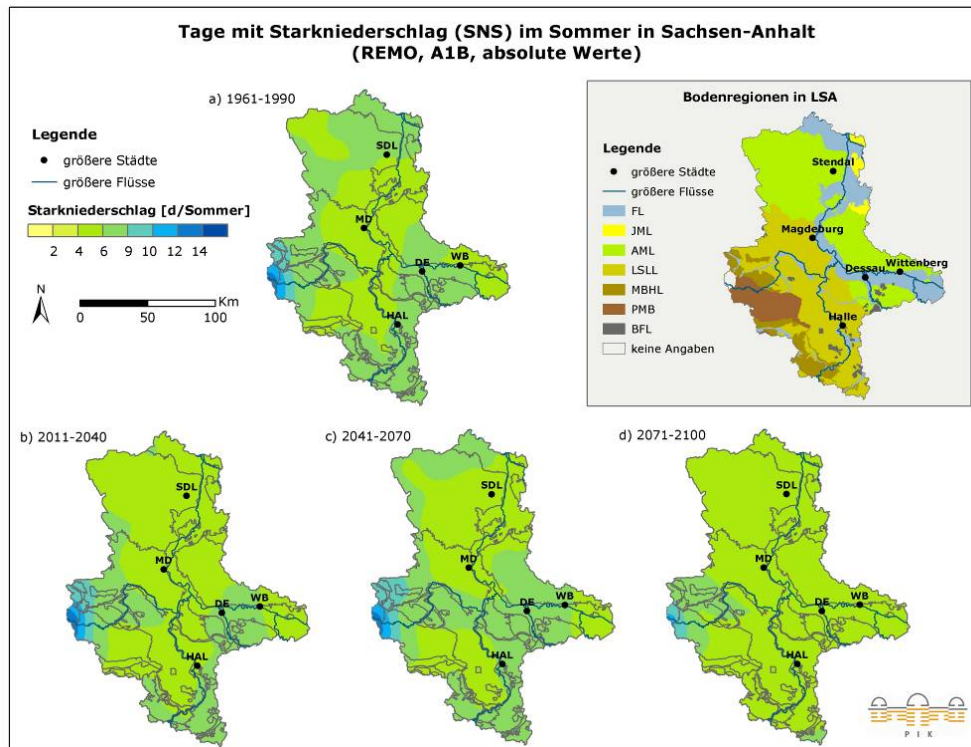 Tage mit Starkniederschlag (SNS) im Sommer in Sachsen-Anhalt
(REMO, A1B, absolute Werte)
a) 1961-1990
Legende
größere Städte
größere Flüsse
Starkniederschlag [d/Sommer]
2 4 6 9 10 12 14
N
Km
0 50 100
SDL
MD
DE
WB
HAL
Bodenregionen in LSA
Legende
größere Städte
größere Flüsse
FL
JML
AML
LSLL
MBHL
PMB
BFL
keine Angaben
Stendal
Magdeburg
Dessau
Wittenberg
Halle
b) 2011-2040
SDL
MD
DE
WB
HAL
c) 2041-2070
SDL
MD
DE
WB
HAL
d) 2071-2100
SDL
MD
DE
WB
HAL
P I K